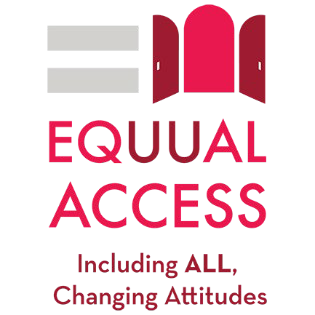 EQUUAL
ACCESS
Including ALL,
Changing Attitudes